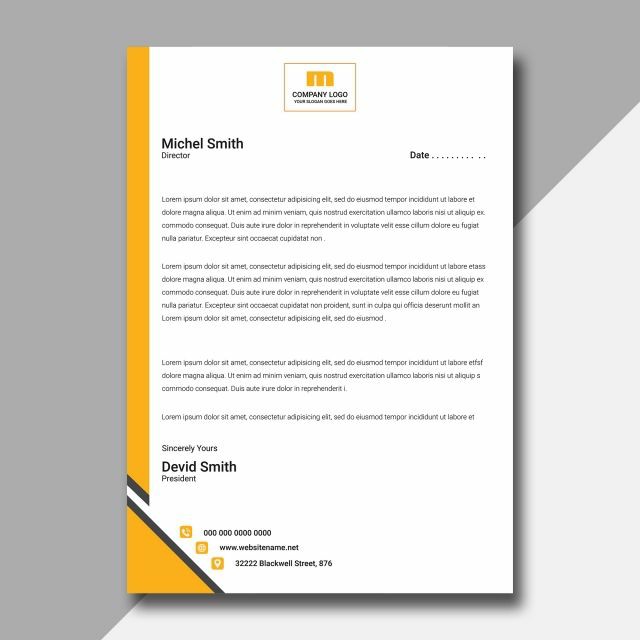 COMPANY LOGO
YOUR SLOGAN GOES HERE
Michel Smith
Director
Date . . . . . . . . . . .
Lorem ipsum dolor sit amet, consectetur adipisicing elit, sed do eiusmod tempor incididunt ut labore et
dolore magna aliqua. Ut enim ad minim veniam, quis nostrud exercitation ullamco laboris nisi ut aliquip ex.
commodo consequat. Duis aute irure dolor in reprehenderit in voluptate velit esse cillum dolore eu fugiat
nulla pariatur. Excepteur sint occaecat cupidatat non .
Lorem ipsum dolor sit amet, consectetur adipisicing elit, sed do eiusmod tempor incididunt ut labore etass
dolore magna aliqua. Ut enim ad minim veniam, quis nostrud exercitation ullamco laboris nisi ut aliquip ex
commodo consequat. Duis aute irure dolor in reprehenderit in voluptate velit esse cillum dolore eu fugiat
nulla pariatur. Excepteur sint occaecat cupidatat non proident, sunt in culpa qui officia deserunt mollit an
Lorem ipsum dolor sit amet, consectetur adipisicing elit, sed do eiusmod .
Lorem ipsum dolor sit amet, consectetur adipisicing elit, sed do eiusmod tempor incididunt ut labore etfsf
dolore magna aliqua. Ut enim ad minim veniam, quis nostrud exercitation ullamco laboris nisi ut aliquip s
commodo consequat. Duis aute irure dolor in reprehenderit i.
Lorem ipsum dolor sit amet, consectetur adipisicing elit, sed do eiusmod tempor incididunt ut labore et
Sincerely Yours
Devid Smith
President
000 000 0000 0000
www.websitename.net
32222 Blackwell Street, 876